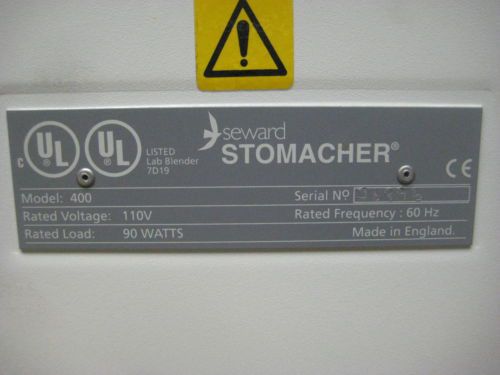 !
c UL ® UL ®
LISTED
Lab Blender
7D19
seward
STOMACHER®
CE
Model: 400
Serial Nº
Rated Voltage: 110V
Rated Frequency : 60 Hz
Rated Load: 90 WATTS
Made in England.